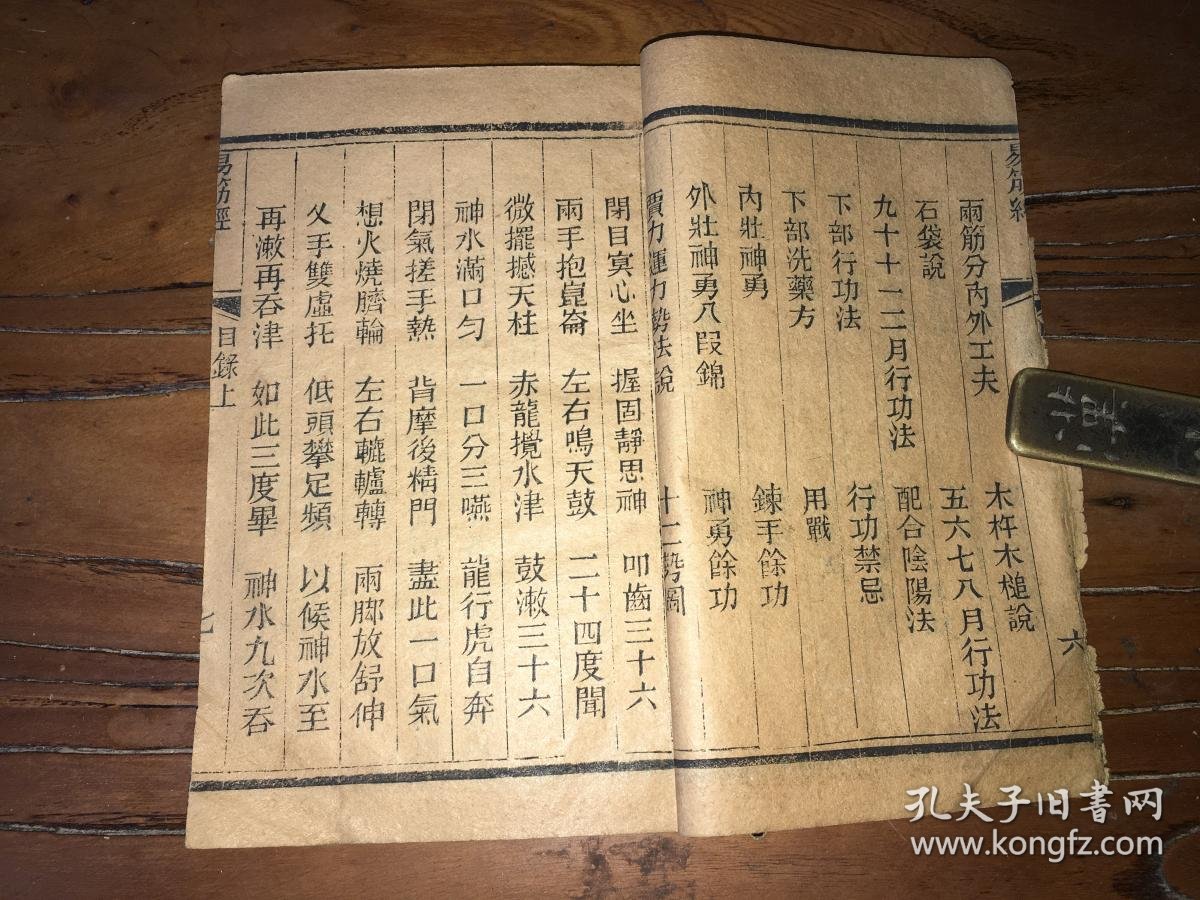 易筋經
六
兩筋分內外工夫 木杵木槌說
石袋說 五六七八月行功法
九十十一十二月行功法 配合陰陽法
下部行功法 行功禁忌
下部洗藥方 用戰
內壯神勇 鍊手餘功
外壯神勇八叚錦 神勇餘功
賈力運力勢法說 十二勢圖
閉目㝠心坐 握固靜思神 叩齒三十六
兩手抱崑崙 左右鳴天鼓 二十四度聞
微擺撼天柱 赤龍攪水津 鼓漱三十六
神水滿口勻 一口分三嚥 龍行虎自奔
閉氣搓手熱 背摩後精門 盡此一口氣
想火燒臍輪 左右轆轤轉 兩脚放舒伸
叉手雙虛托 低頭攀足頻 以候神水至
再漱再吞津 如此三度畢 神水九次吞
易筋經 目錄上 七
孔夫子旧书网
www.kongfz.com